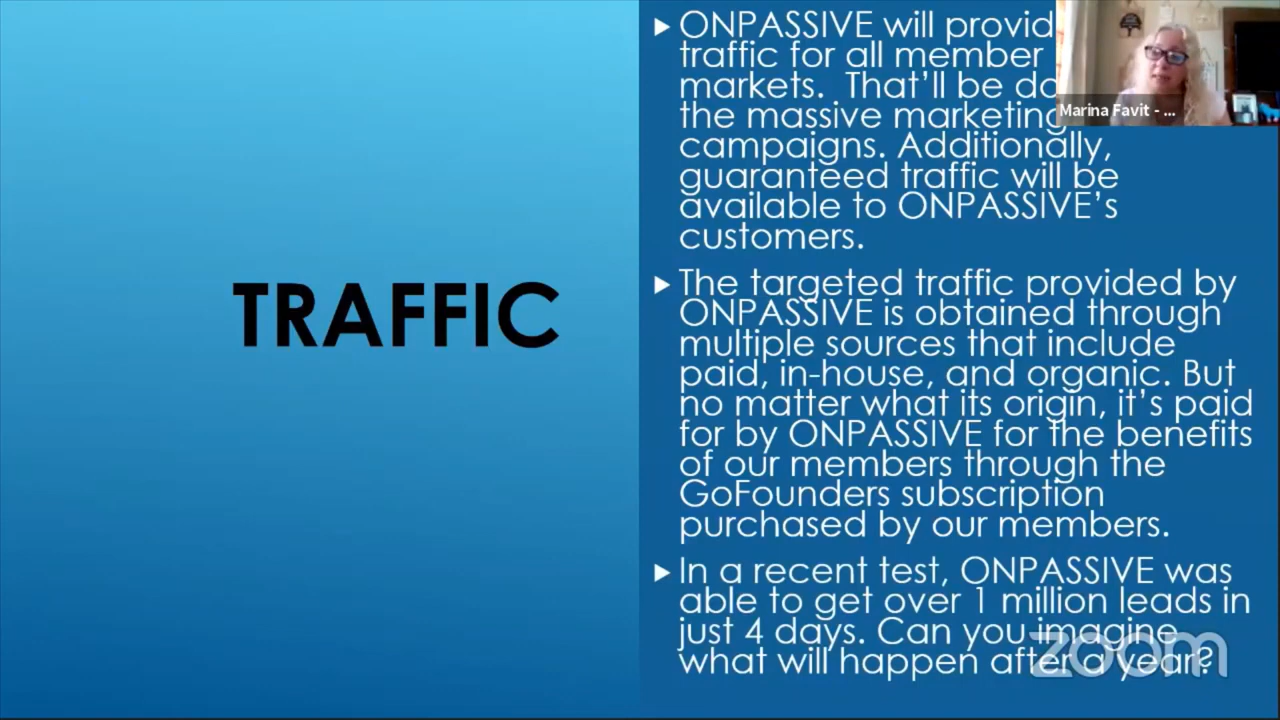 TRAFFIC
▶ ONPASSIVE will provid
traffic for all member
markets. That'll be do
the massive marketing
campaigns. Additionally,
guaranteed traffic will be
available to ONPASSIVE's
customers.
▶ The targeted traffic provided by
ONPASSIVE is obtained through
multiple sources that include
paid, in-house, and organic. But
no matter what its origin, it's paid
for by ONPASSIVE for the benefits
of our members through the
GoFounders subscription
purchased by our members.
▶ In a recent test, ONPASSIVE was
able to get over 1 million leads in
just 4 days. Can you imagine
what will happen after a year?
Marina Favit - ...
zoom